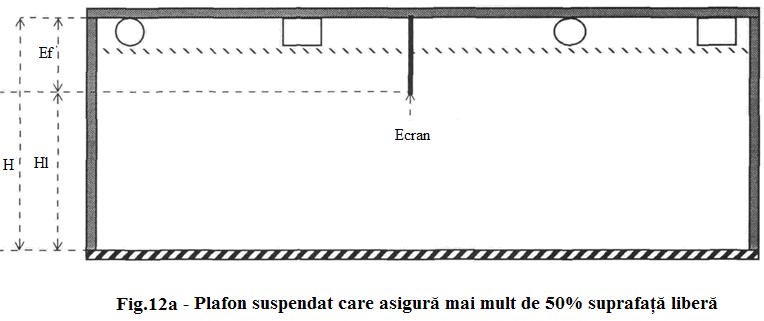 Ef
Ecran
H
Hl
Fig.12a - Plafon suspendat care asigură mai mult de 50% suprafață liberă